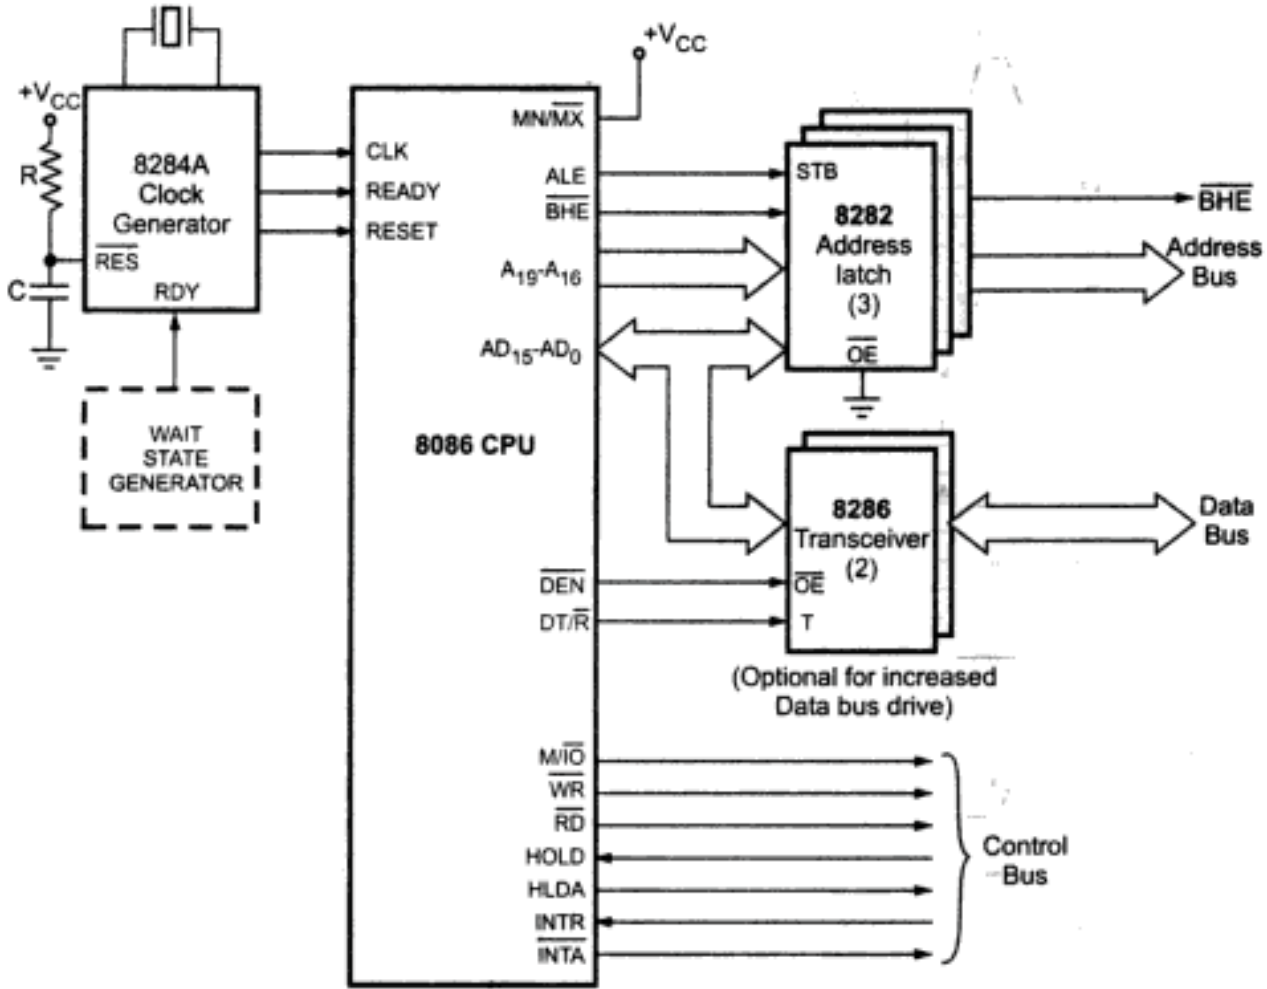 +VCC
+VCC
R
C
8284A
Clock
Generator
RES
RDY
WAIT
STATE
GENERATOR
CLK
READY
RESET
8086 CPU
MN/MX
ALE
BHE
A19-A16
AD15-AD0
DEN
DT/R
M/IO
WR
RD
HOLD
HLDA
INTR
INTA
STB
8282
Address
latch
(3)
OE
BHE
Address
Bus
8286
Transceiver
(2)
OE
T
Data
Bus
(Optional for increased
Data bus drive)
Control
Bus